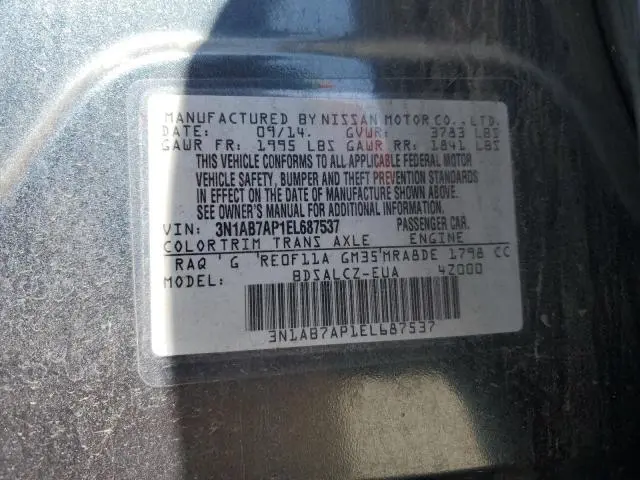 MANUFACTURED BY NISSAN MOTOR CO., LTD.
DATE: 09/14. GVWR: 3783 LBS
GAWR FR: 1995 LBS GAWR RR: 1841 LBS
THIS VEHICLE CONFORMS TO ALL APPLICABLE FEDERAL MOTOR
VEHICLE SAFETY, BUMPER AND THEFT PREVENTION STANDARDS
IN EFFECT ON THE DATE OF MANUFACTURE SHOWN ABOVE.
SEE OWNER'S MANUAL FOR ADDITIONAL INFORMATION.
VIN: 3N1AB7AP1EL687537 PASSENGER CAR.
COLOR TRIM TRANS AXLE ENGINE
RAQ 'G 'RE0F11A GM35'MRA8DE 1798 CC
MODEL: BDSALCZ-EUA 4Z000
3N1AB7AP1EL687537